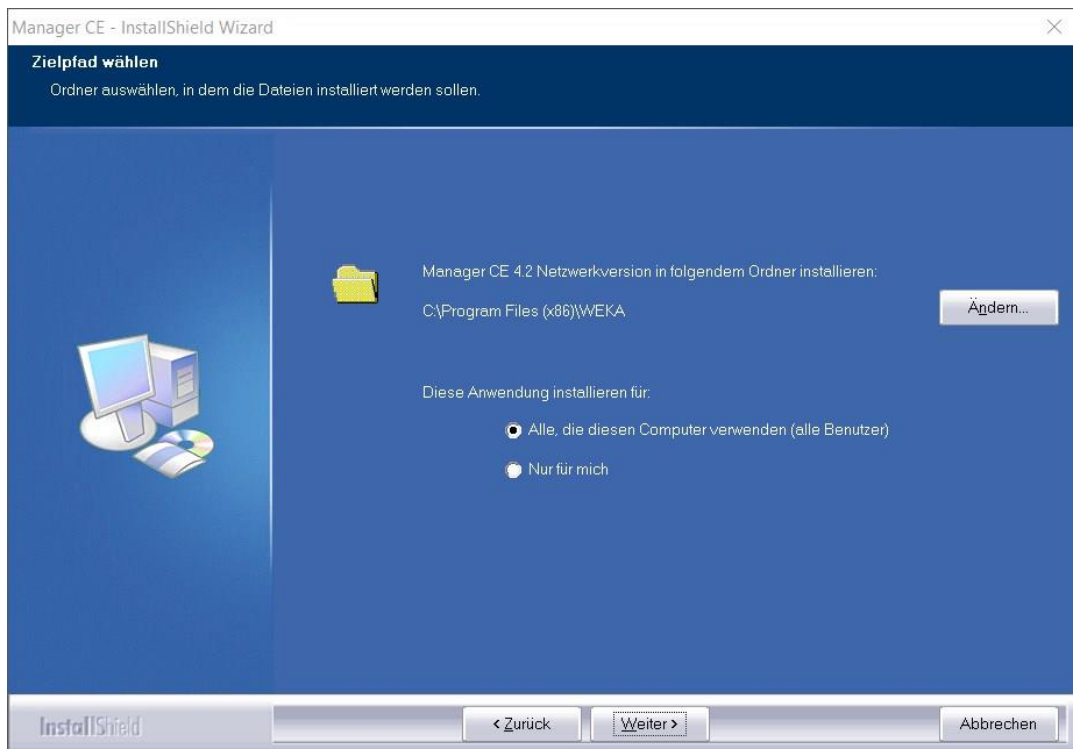 Manager CE - InstallShield Wizard
Zielpfad wählen
Ordner auswählen, in dem die Dateien installiert werden sollen.
Manager CE 4.2 Netzwerkversion in folgendem Ordner installieren:
C:\Program Files (x86)\WEKA
Ändern...
Diese Anwendung installieren für:
Alle, die diesen Computer verwenden (alle Benutzer)
Nur für mich
InstallShield
< Zurück
Weiter >
Abbrechen